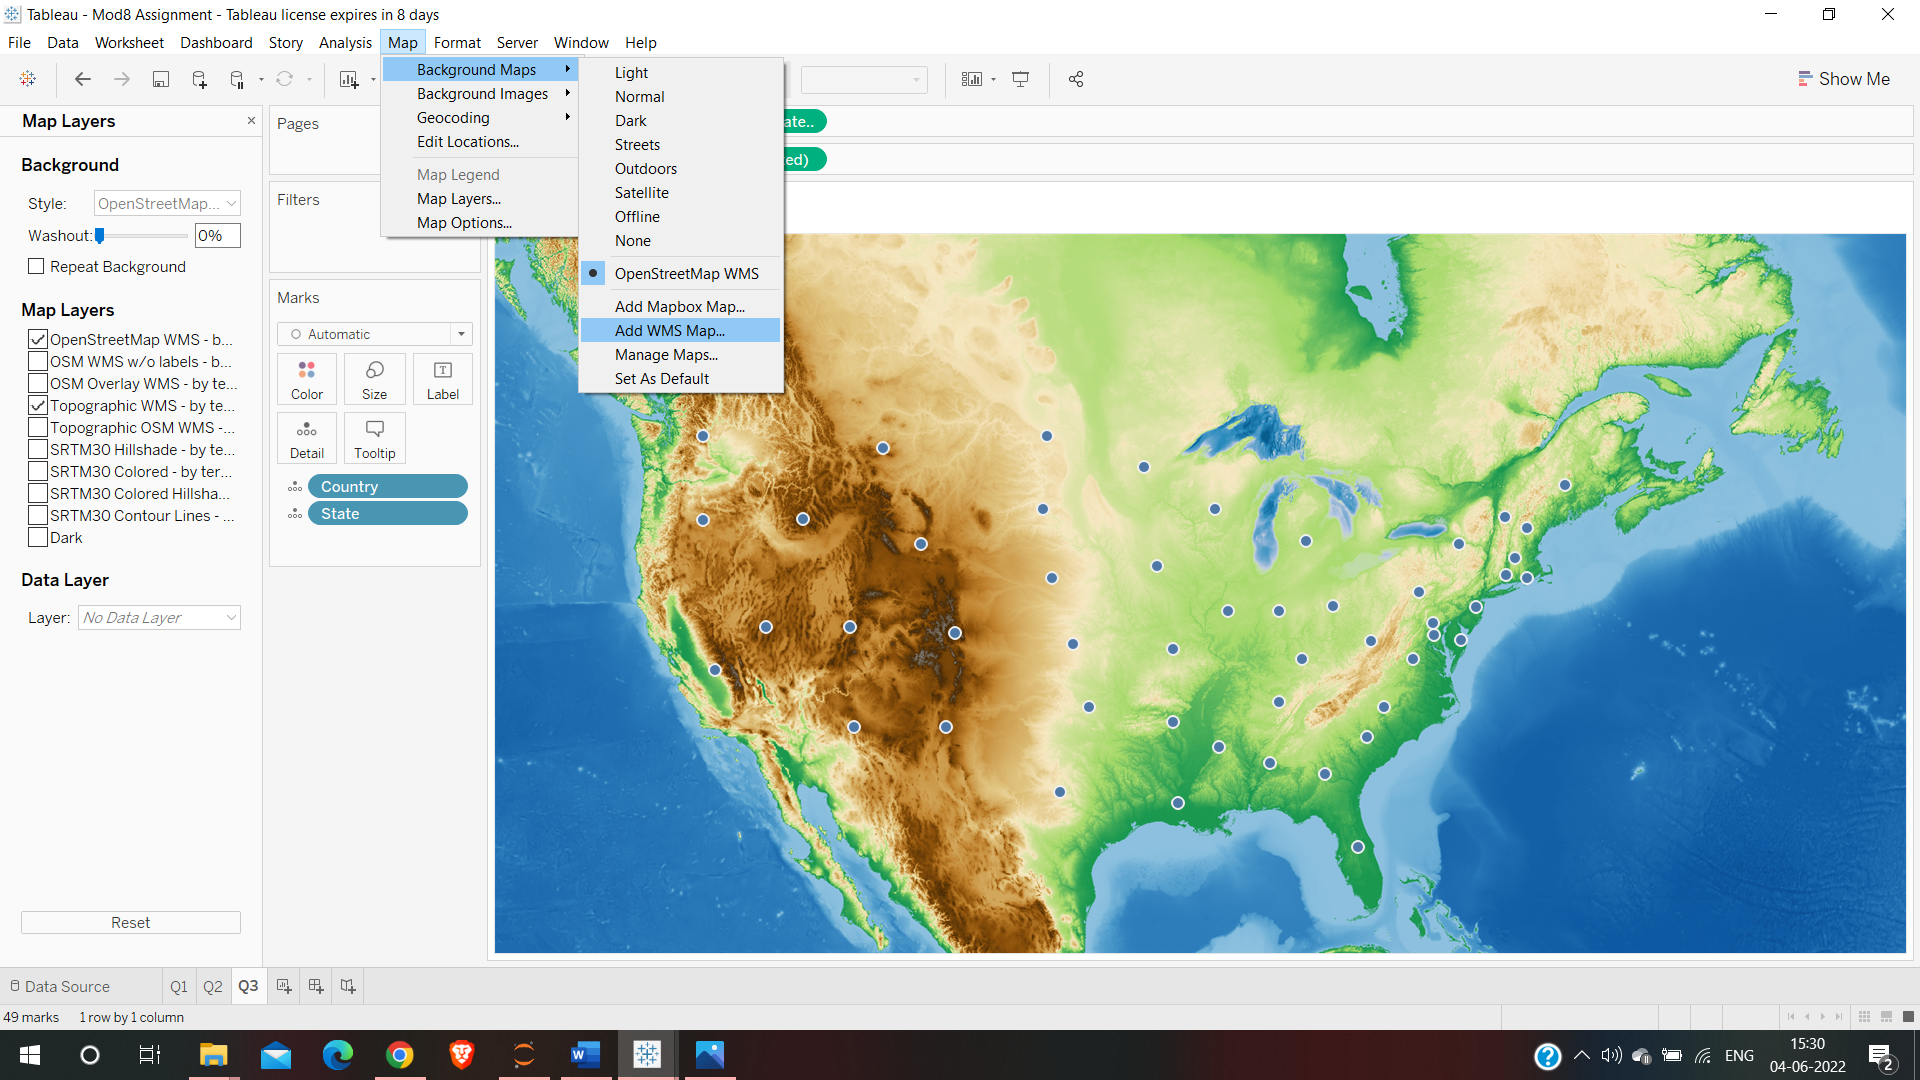 Tableau - Mod8 Assignment - Tableau license expires in 8 days
File Data Worksheet Dashboard Story Analysis Map Format Server Window Help
Show Me
Map Layers
Background
Style: OpenStreetMap...
Washout: 0%
Repeat Background
Map Layers
OpenStreetMap WMS - b...
OSM WMS w/o labels - b...
OSM Overlay WMS - by te...
Topographic WMS - by te...
Topographic OSM WMS -...
SRTM30 Hillshade - by te...
SRTM30 Colored - by ter...
SRTM30 Colored Hillsha...
SRTM30 Contour Lines - ...
Dark
Data Layer
Layer: No Data Layer
Reset
Pages
Filters
Marks
Automatic
Color Size Label
Detail Tooltip
Country
State
Background Maps
Background Images
Geocoding
Edit Locations...
Map Legend
Map Layers...
Map Options...
Light
Normal
Dark
Streets
Outdoors
Satellite
Offline
None
OpenStreetMap WMS
Add Mapbox Map...
Add WMS Map...
Manage Maps...
Set As Default
ate..
ed)
Data Source Q1 Q2 Q3
49 marks 1 row by 1 column
ENG
15:30
04-06-2022
2